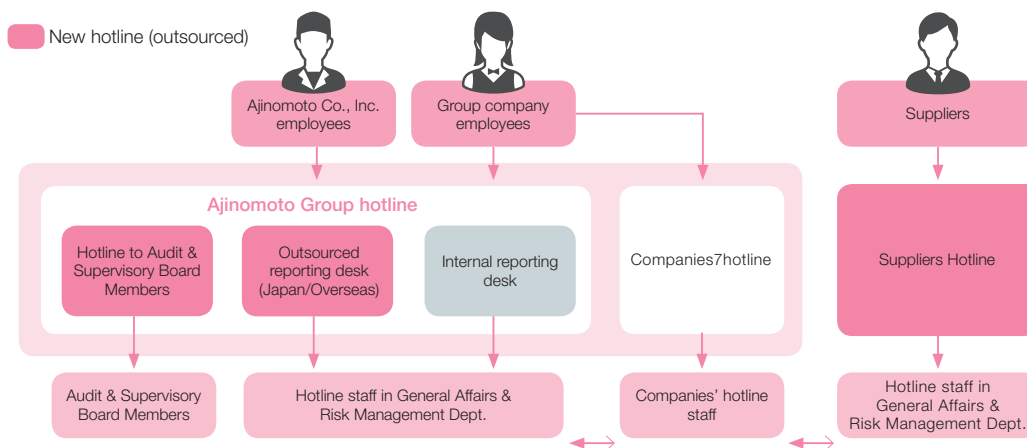 New hotline (outsourced)
Ajinomoto Co., Inc.
employees
Group company
employees
Suppliers
Ajinomoto Group hotline
Hotline to Audit &
Supervisory Board
Members
Outsourced
reporting desk
(Japan/Overseas)
Internal reporting
desk
Companies7hotline
Suppliers Hotline
Audit & Supervisory
Board Members
Hotline staff in General Affairs &
Risk Management Dept.
Companies' hotline
staff
Hotline staff in
General Affairs &
Risk Management Dept.